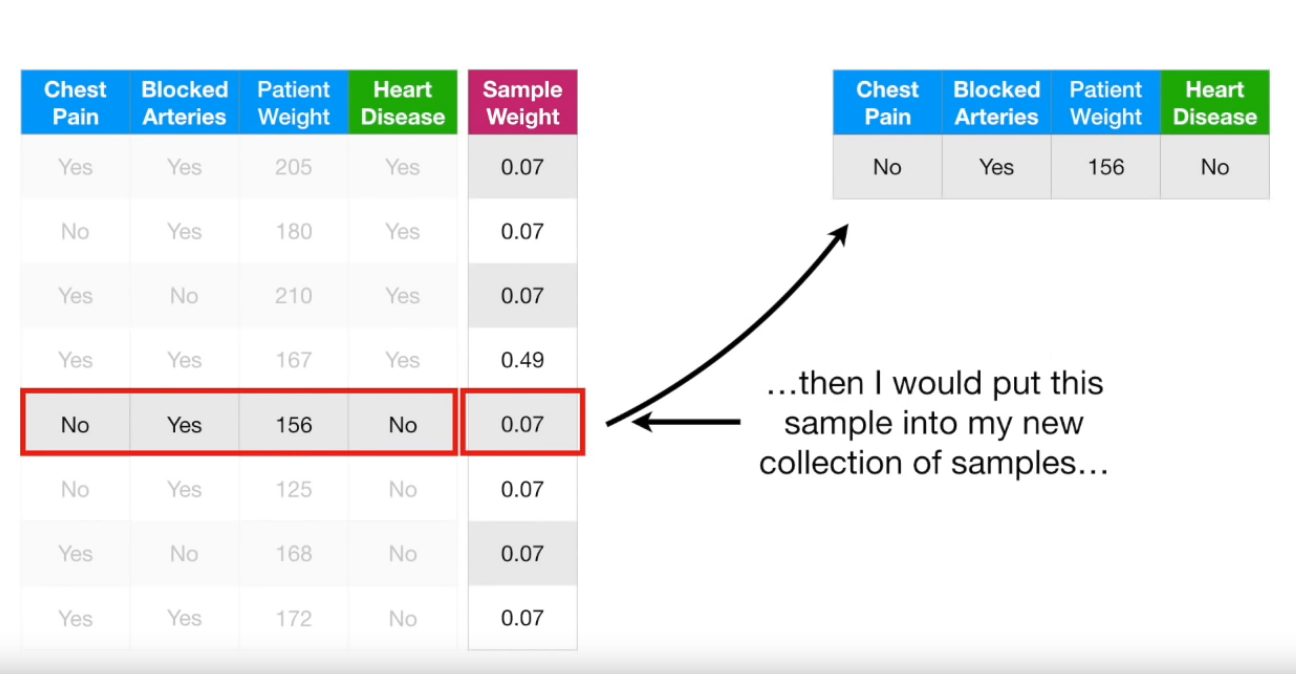 Chest Pain Blocked Arteries Patient Weight Heart Disease Sample Weight
Yes Yes 205 Yes 0.07
No Yes 180 Yes 0.07
Yes No 210 Yes 0.07
Yes Yes 167 Yes 0.49
No Yes 156 No 0.07
No Yes 125 No 0.07
Yes No 168 No 0.07
Yes Yes 172 No 0.07
Chest Pain Blocked Arteries Patient Weight Heart Disease
No Yes 156 No
…then I would put this
sample into my new
collection of samples…